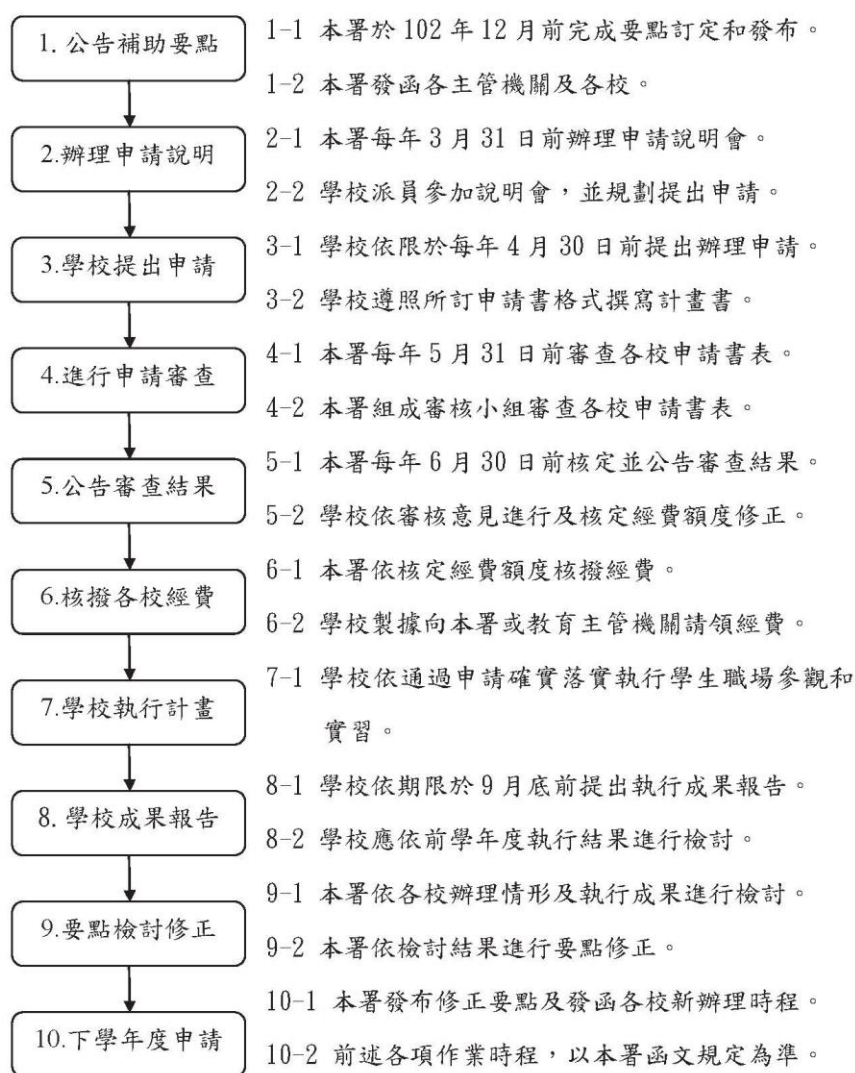 1. 公告補助要點
1-1 本署於 102 年 12 月前完成要點訂定和發布。
1-2 本署發函各主管機關及各校。
2.辦理申請說明
2-1 本署每年 3 月 31 日前辦理申請說明會。
2-2 學校派員參加說明會，並規劃提出申請。
3.學校提出申請
3-1 學校依限於每年 4 月 30 日前提出辦理申請。
3-2 學校遵照所訂申請書格式撰寫計畫書。
4.進行申請審查
4-1 本署每年 5 月 31 日前審查各校申請書表。
4-2 本署組成審核小組審查各校申請書表。
5.公告審查結果
5-1 本署每年 6 月 30 日前核定並公告審查結果。
5-2 學校依審核意見進行及核定經費額度修正。
6.核撥各校經費
6-1 本署依核定經費額度核撥經費。
6-2 學校製據向本署或教育主管機關請領經費。
7.學校執行計畫
7-1 學校依通過申請確實落實執行學生職場參觀和
實習。
8. 學校成果報告
8-1 學校依期限於 9 月底前提出執行成果報告。
8-2 學校應依前學年度執行結果進行檢討。
9.要點檢討修正
9-1 本署依各校辦理情形及執行成果進行檢討。
9-2 本署依檢討結果進行要點修正。
10.下學年度申請
10-1 本署發布修正要點及發函各校新辦理時程。
10-2 前述各項作業時程，以本署函文規定為準。